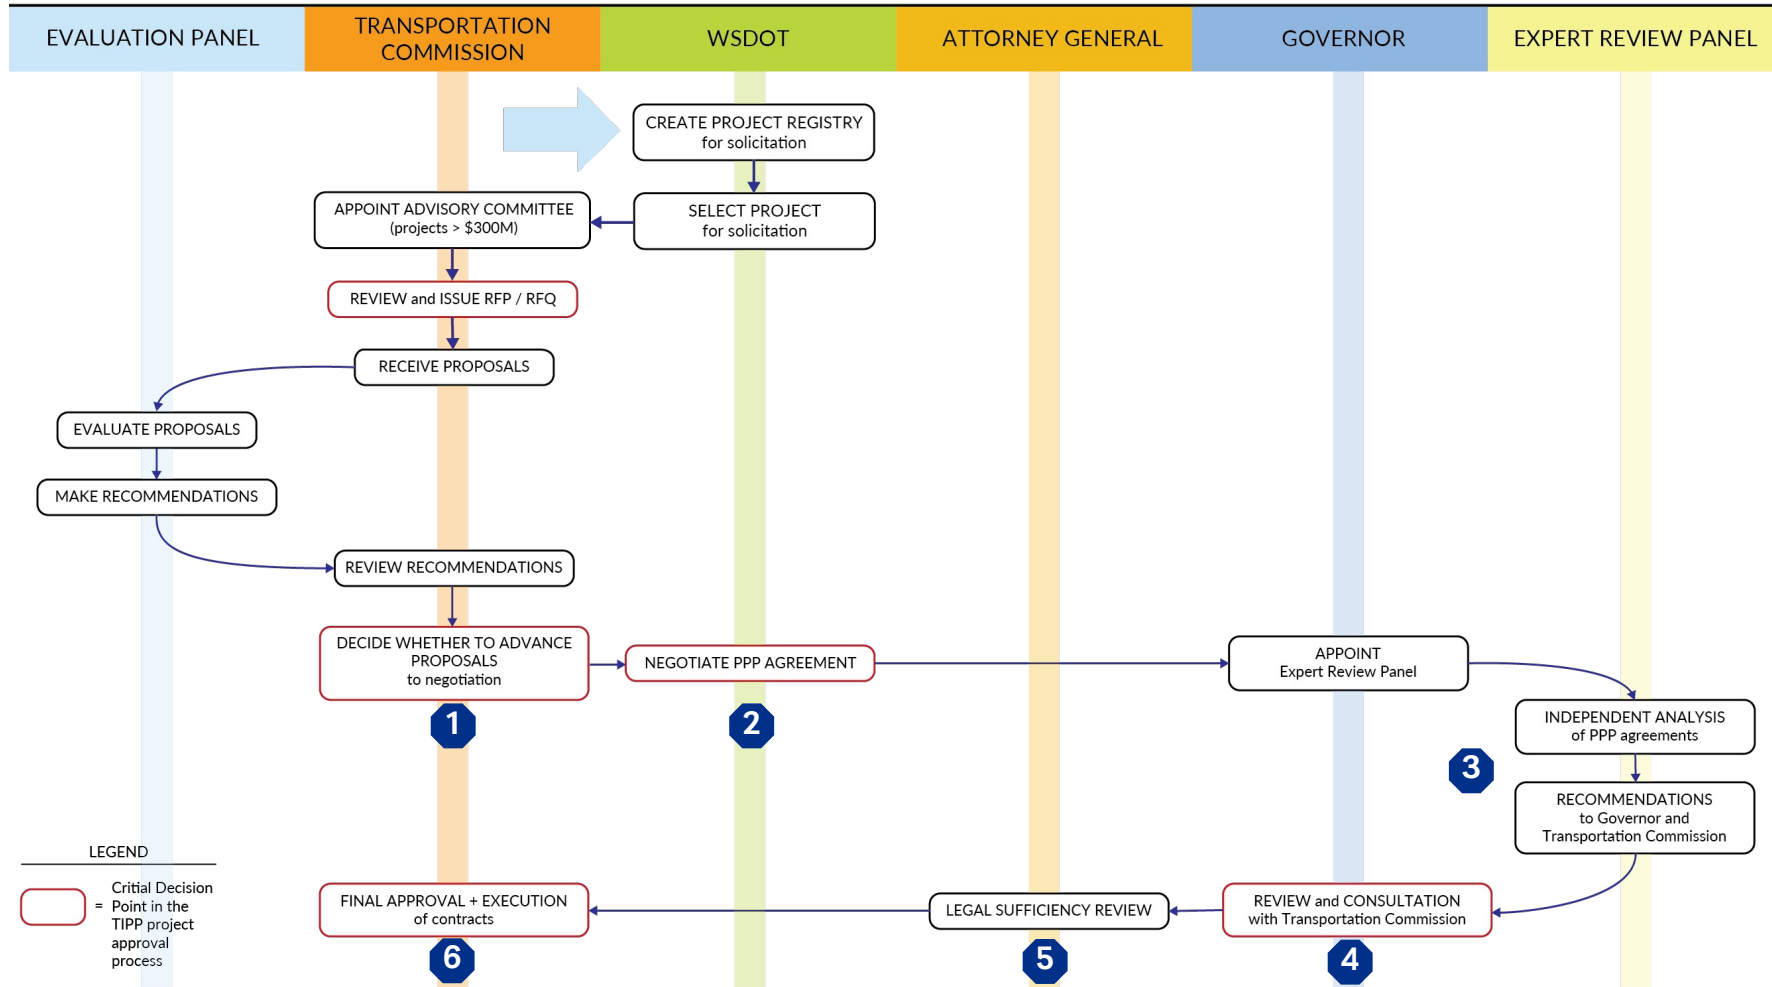 EVALUATION PANEL
TRANSPORTATION
COMMISSION
WSDOT
ATTORNEY GENERAL
GOVERNOR
EXPERT REVIEW PANEL
CREATE PROJECT REGISTRY
for solicitation
APPOINT ADVISORY COMMITTEE
(projects > $300M)
SELECT PROJECT
for solicitation
REVIEW and ISSUE RFP / RFQ
RECEIVE PROPOSALS
EVALUATE PROPOSALS
MAKE RECOMMENDATIONS
REVIEW RECOMMENDATIONS
DECIDE WHETHER TO ADVANCE
PROPOSALS
to negotiation
NEGOTIATE PPP AGREEMENT
APPOINT
Expert Review Panel
1
2
INDEPENDENT ANALYSIS
of PPP agreements
3
RECOMMENDATIONS
to Governor and
Transportation Commission
LEGEND
Critial Decision
= Point in the
TIPP project
approval
process
FINAL APPROVAL + EXECUTION
of contracts
LEGAL SUFFICIENCY REVIEW
REVIEW and CONSULTATION
with Transportation Commission
6
5
4